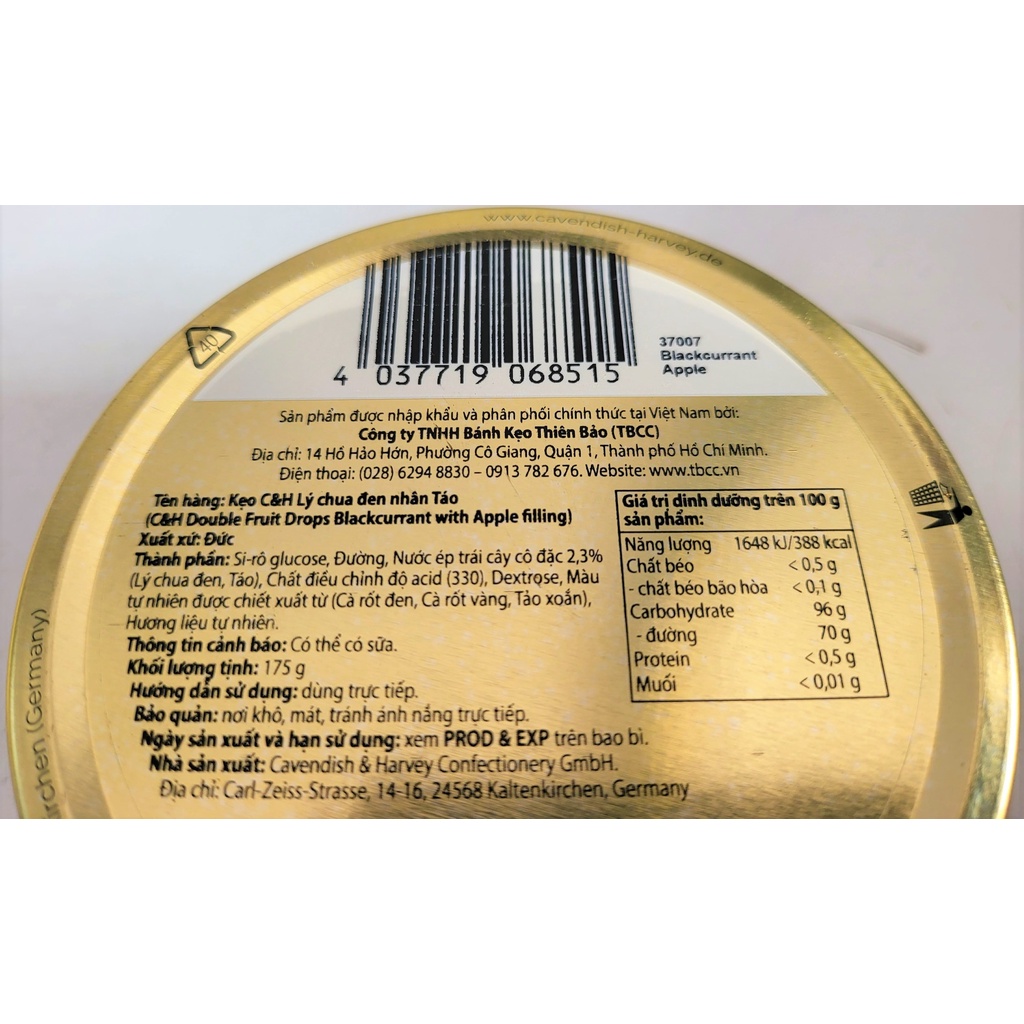 www.cavendish-harvey.de
40
4 037719 068515
37007
Blackcurrant
Apple
Sản phẩm được nhập khẩu và phân phối chính thức tại Việt Nam bởi:
Công ty TNHH Bánh Kẹo Thiên Bảo (TBCC)
Địa chỉ: 14 Hồ Hảo Hớn, Phường Cô Giang, Quận 1, Thành phố Hồ Chí Minh.
Điện thoại: (028) 6294 8830 – 0913 782 676. Website: www.tbcc.vn
Tên hàng: Kẹo C&H Lý chua đen nhân Táo
(C&H Double Fruit Drops Blackcurrant with Apple filling)
Xuất xứ: Đức
Thành phần: Si-rô glucose, Đường, Nước ép trái cây cô đặc 2,3%
(Lý chua đen, Táo), Chất điều chỉnh độ acid (330), Dextrose, Màu
tự nhiên được chiết xuất từ (Cà rốt đen, Cà rốt vàng, Tảo xoắn),
Hương liệu tự nhiên.
Thông tin cảnh báo: Có thể có sữa.
Khối lượng tịnh: 175 g
Hướng dẫn sử dụng: dùng trực tiếp.
Bảo quản: nơi khô, mát, tránh ánh nắng trực tiếp.
Ngày sản xuất và hạn sử dụng: xem PROD & EXP trên bao bì.
Nhà sản xuất: Cavendish & Harvey Confectionery GmbH.
Địa chỉ: Carl-Zeiss-Strasse, 14-16, 24568 Kaltenkirchen, Germany
Giá trị dinh dưỡng trên 100 g
sản phẩm:
Năng lượng 1648 kJ/388 kcal
Chất béo <0,5 g
- chất béo bão hòa <0,1 g
Carbohydrate 96 g
- đường 70 g
Protein <0,5 g
Muối <0,01 g
(Germany)